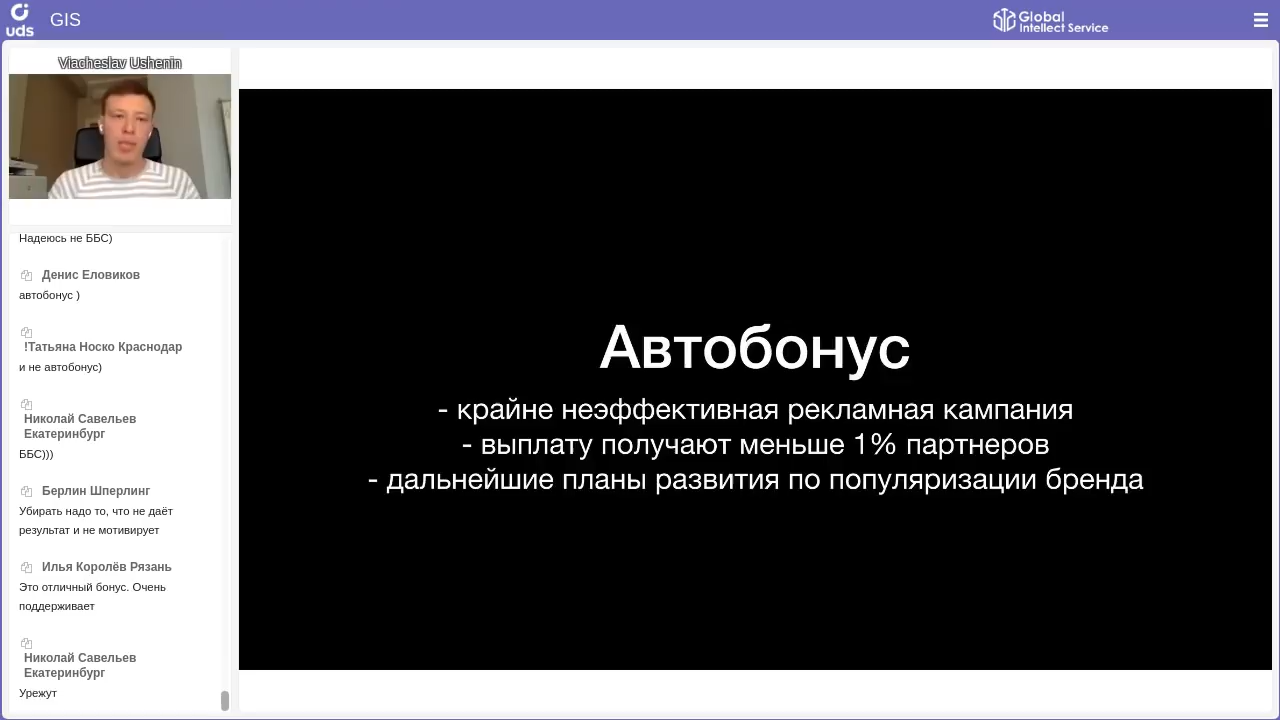 uds
GIS
Global
Intellect Service
Viacheslav Ushenin
Надеюсь не ББС)
Денис Еловиков
автобонус )
!Татьяна Носко Краснодар
и не автобонус)
Николай Савельев
Екатеринбург
ББС)))
Берлин Шперлинг
Убирать надо то, что не даёт
результат и не мотивирует
Илья Королёв Рязань
Это отличный бонус. Очень
поддерживает
Николай Савельев
Екатеринбург
Урежут
Автобонус
- крайне неэффективная рекламная кампания
- выплату получают меньше 1% партнеров
- дальнейшие планы развития по популяризации бренда